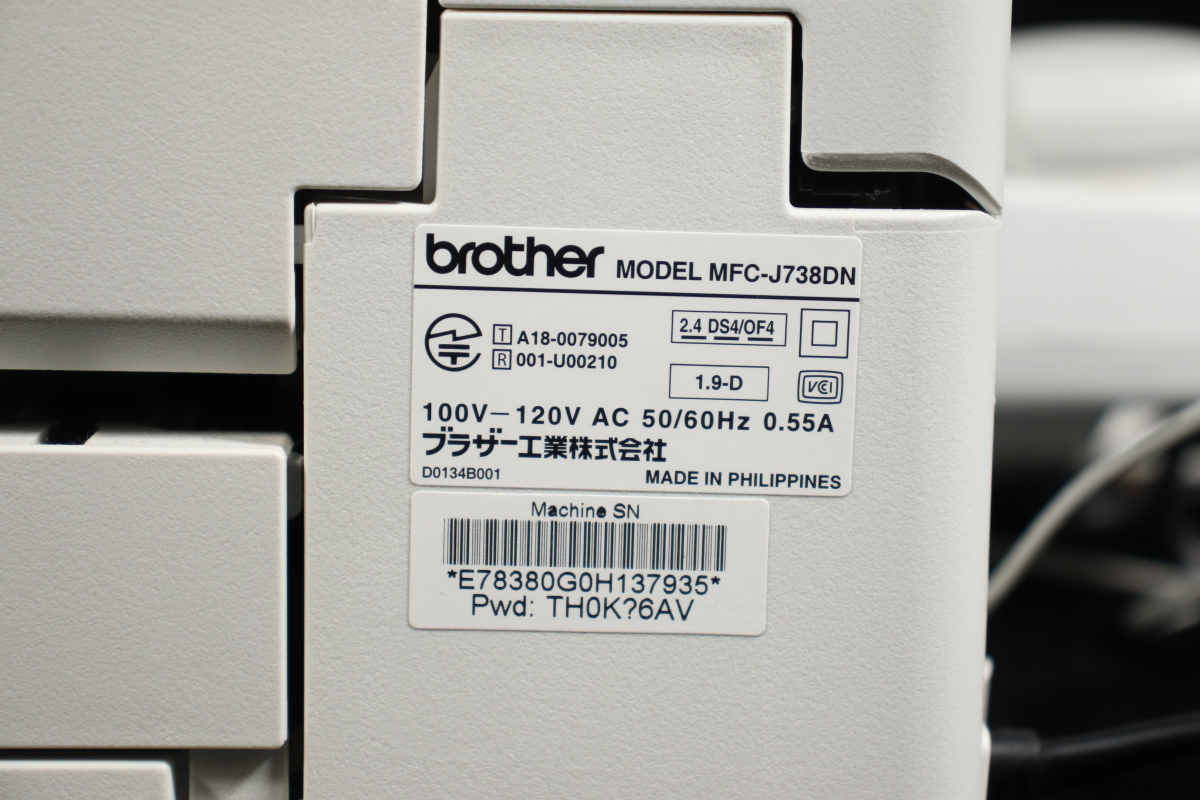 brother MODEL MFC-J738DN
T A18-0079005
R 001-U00210
2.4 DS4/OF4
1.9-D
VCI
100V－120V AC 50/60Hz 0.55A
ブラザー工業株式会社
D0134B001 MADE IN PHILIPPINES
Machine SN
*E78380G0H137935*
Pwd: TH0K?6AV